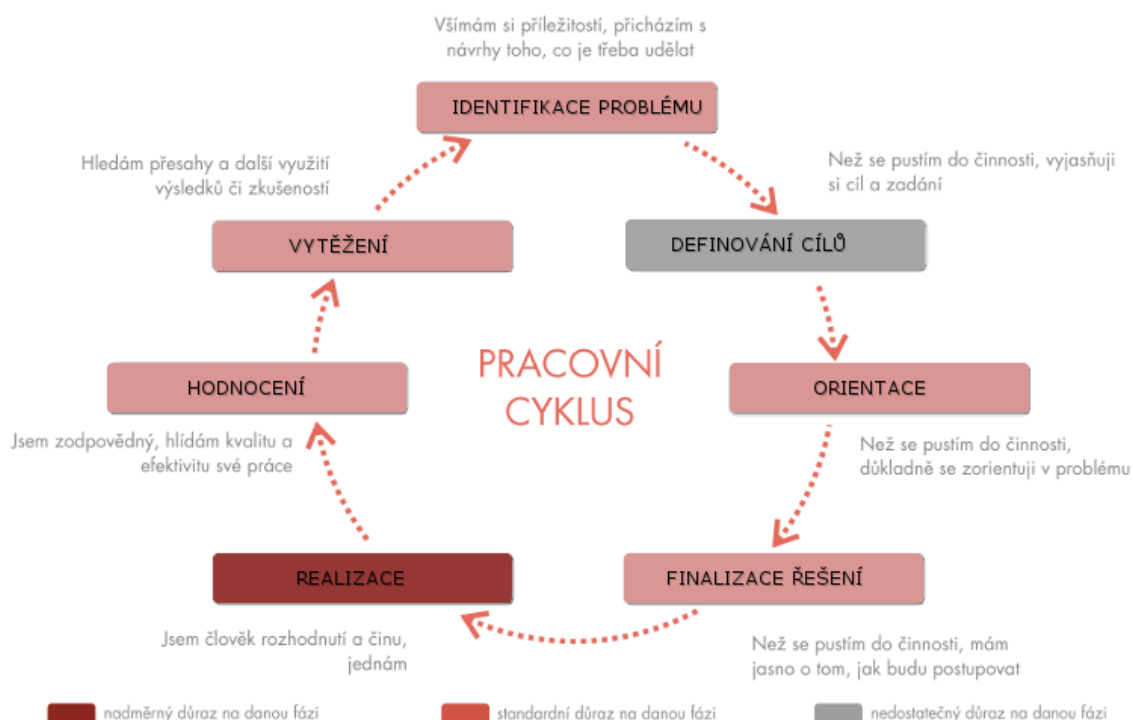 Všímám si příležitostí, přicházím s
návrhy toho, co je třeba udělat
IDENTIFIKACE PROBLÉMU
Hledám přesahy a další využití
výsledků či zkušeností
Než se pustím do činnosti, vyjasňuji
si cíl a zadání
VYTĚŽENÍ
DEFINOVÁNÍ CÍLŮ
PRACOVNÍ
CYKLUS
HODNOCENÍ
ORIENTACE
Jsem zodpovědný, hlídám kvalitu a
efektivitu své práce
Než se pustím do činnosti,
důkladně se zorientuji v problému
REALIZACE
FINALIZACE ŘEŠENÍ
Jsem člověk rozhodnutí a činu,
jednám
Než se pustím do činnosti, mám
jasno o tom, jak budu postupovat
nadměrný důraz na danou fázi
standardní důraz na danou fázi
nedostatečný důraz na danou fázi